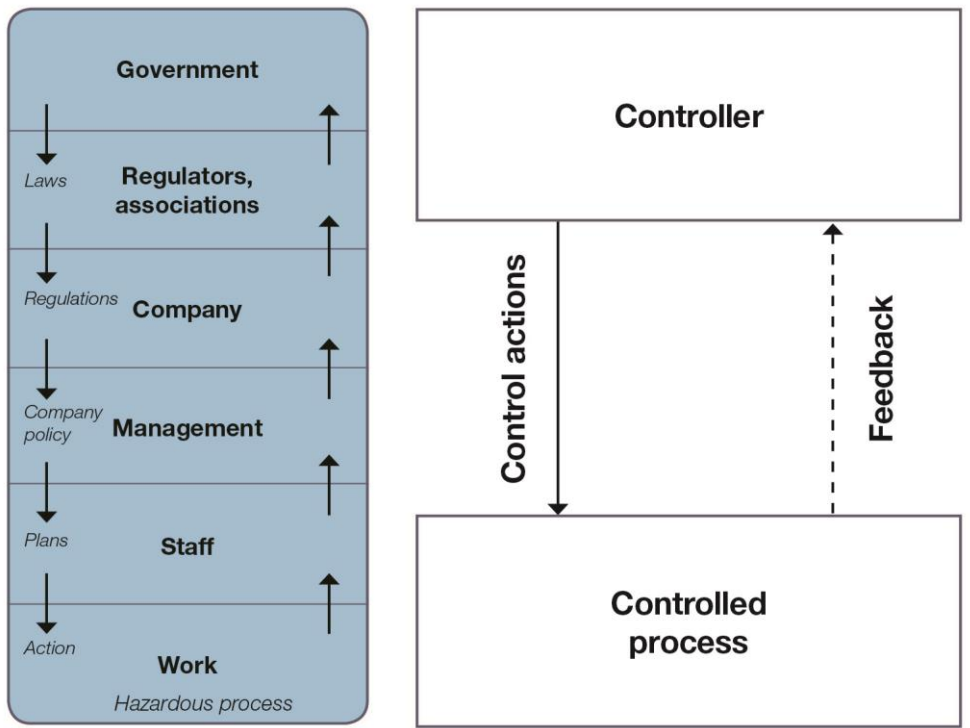 Government
Laws
Regulators,
associations
Regulations
Company
Company
policy
Management
Plans
Staff
Action
Work
Hazardous process
Controller
Control actions
Feedback
Controlled
process